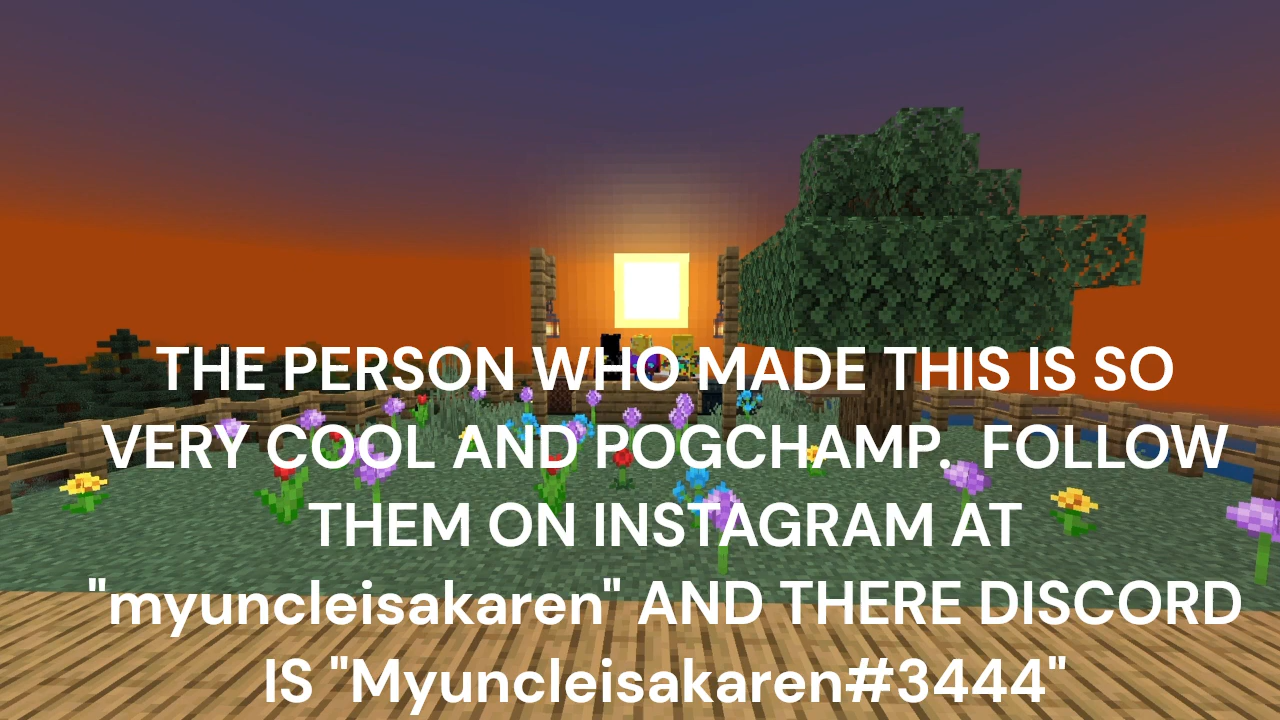 THE PERSON WHO MADE THIS IS SO
VERY COOL AND POGCHAMP.  FOLLOW
THEM ON INSTAGRAM AT
"myuncleisakaren" AND THERE DISCORD
IS "Myuncleisakaren#3444"